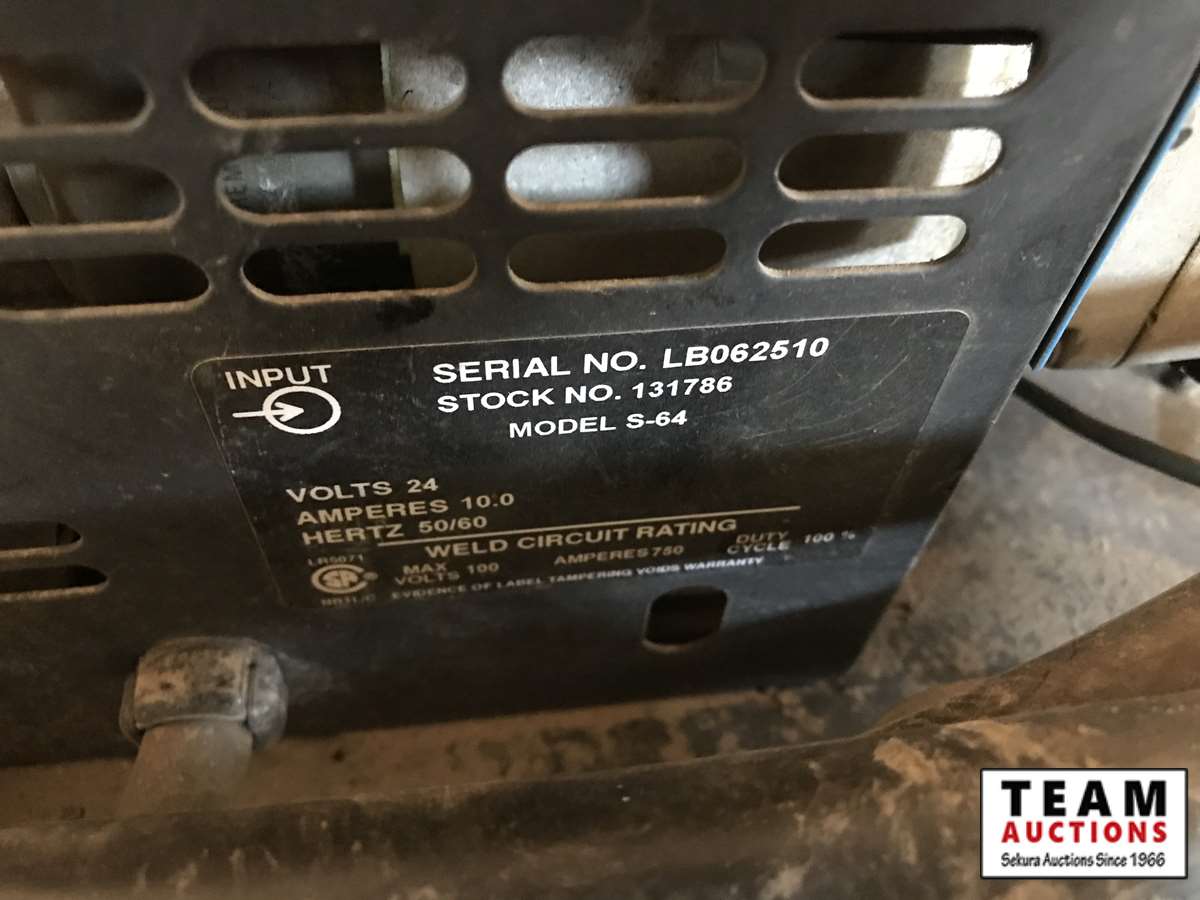 INPUT
SERIAL NO. LB062510
STOCK NO. 131786
MODEL S-64
VOLTS 24
AMPERES 10.0
HERTZ 50/60
WELD CIRCUIT RATING
MAX VOLTS 100 AMPERES 750 DUTY CYCLE 100 %
LR5071
EVIDENCE OF LABEL TAMPERING VOIDS WARRANTY
TEAM
AUCTIONS
Sekura Auctions Since 1966